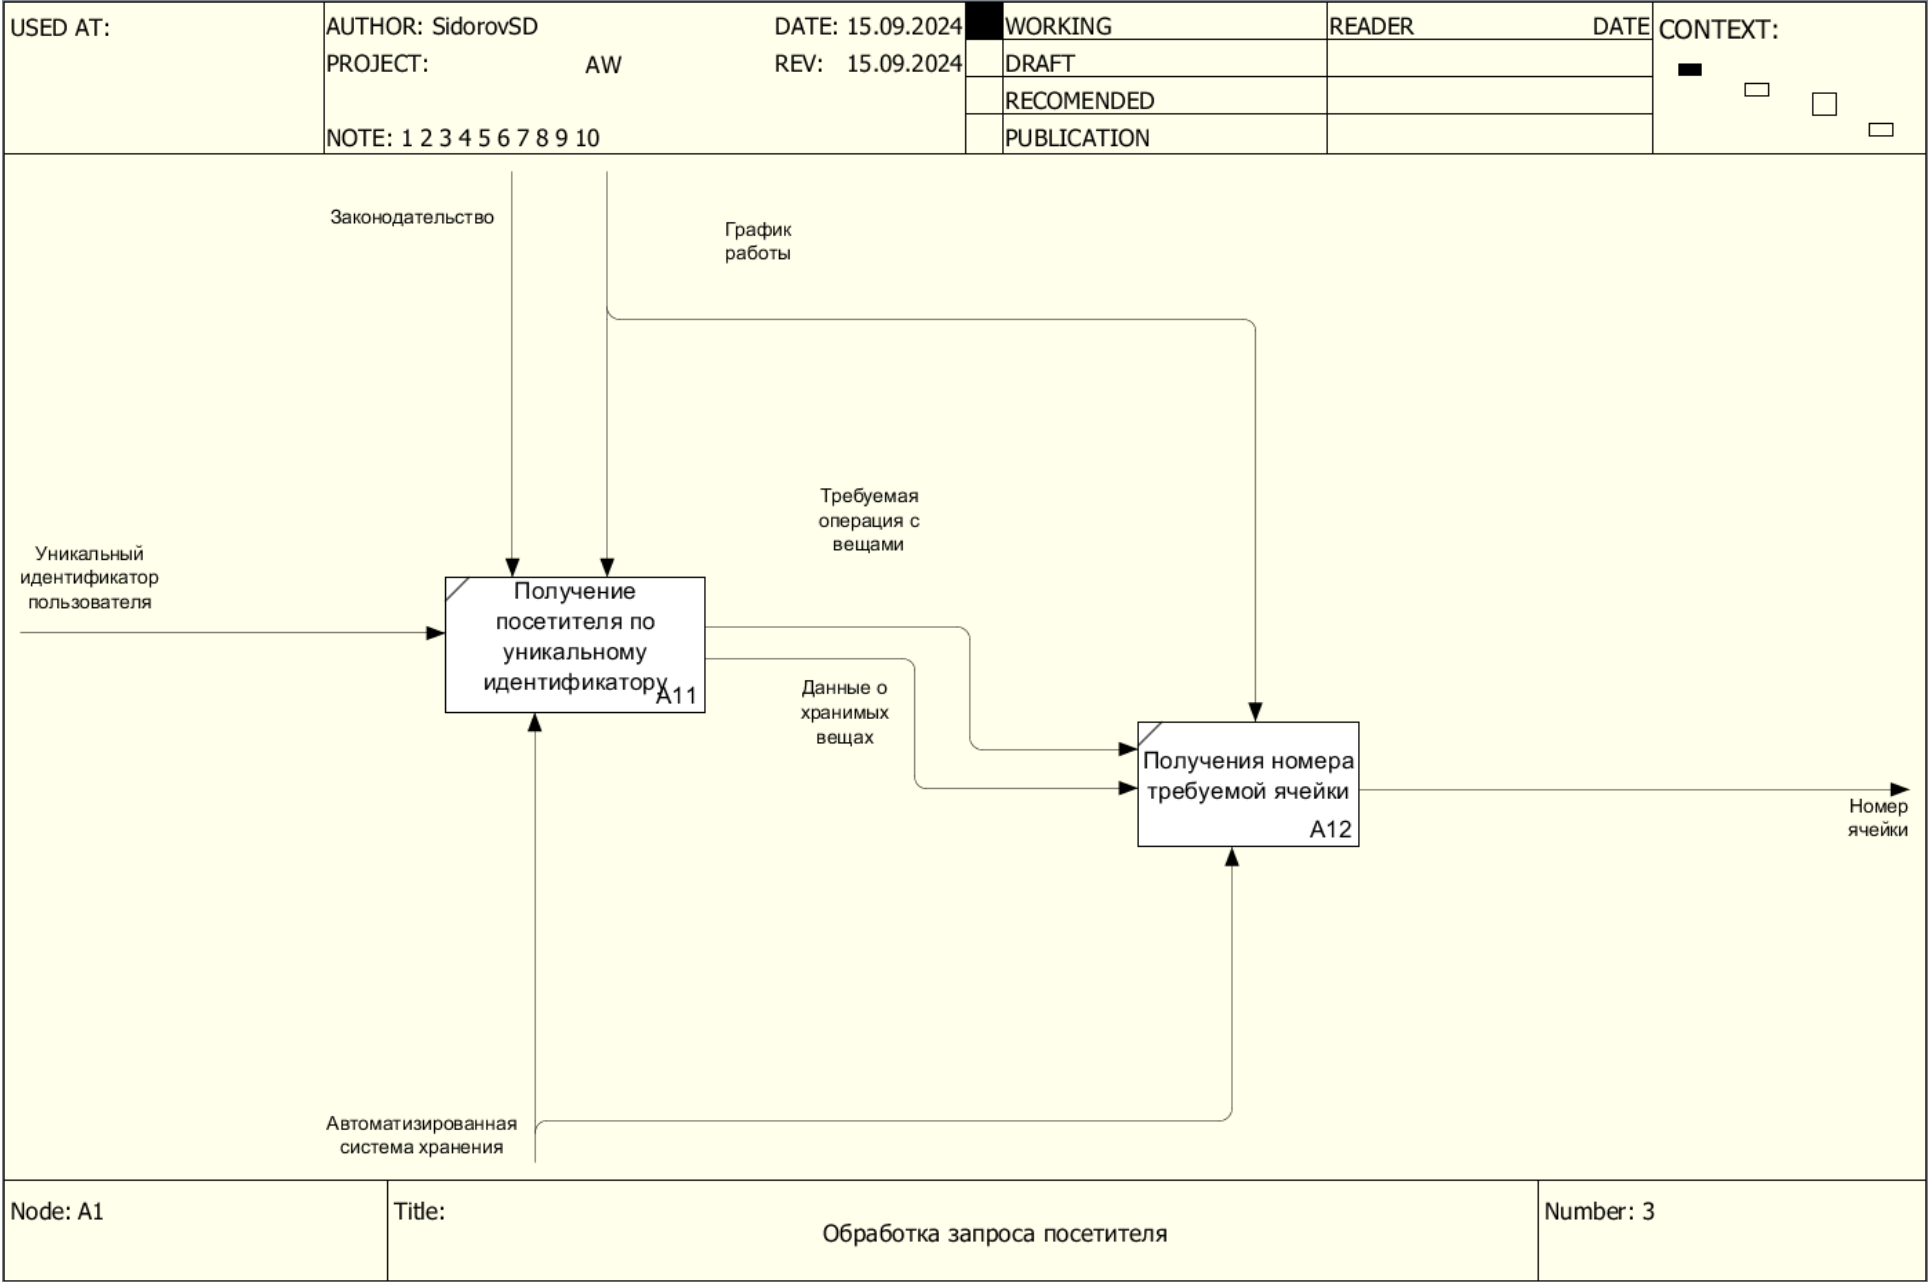 USED AT:
AUTHOR: SidorovSD
DATE: 15.09.2024
PROJECT: AW
REV: 15.09.2024
NOTE: 1 2 3 4 5 6 7 8 9 10
WORKING
DRAFT
RECOMENDED
PUBLICATION
READER DATE
CONTEXT:
Законодательство
График
работы
Требуемая
операция с
вещами
Уникальный
идентификатор
пользователя
Получение
посетителя по
уникальному
идентификатору
A11
Данные о
хранимых
вещах
Получения номера
требуемой ячейки
A12
Номер
ячейки
Автоматизированная
система хранения
Node: A1
Title:
Обработка запроса посетителя
Number: 3